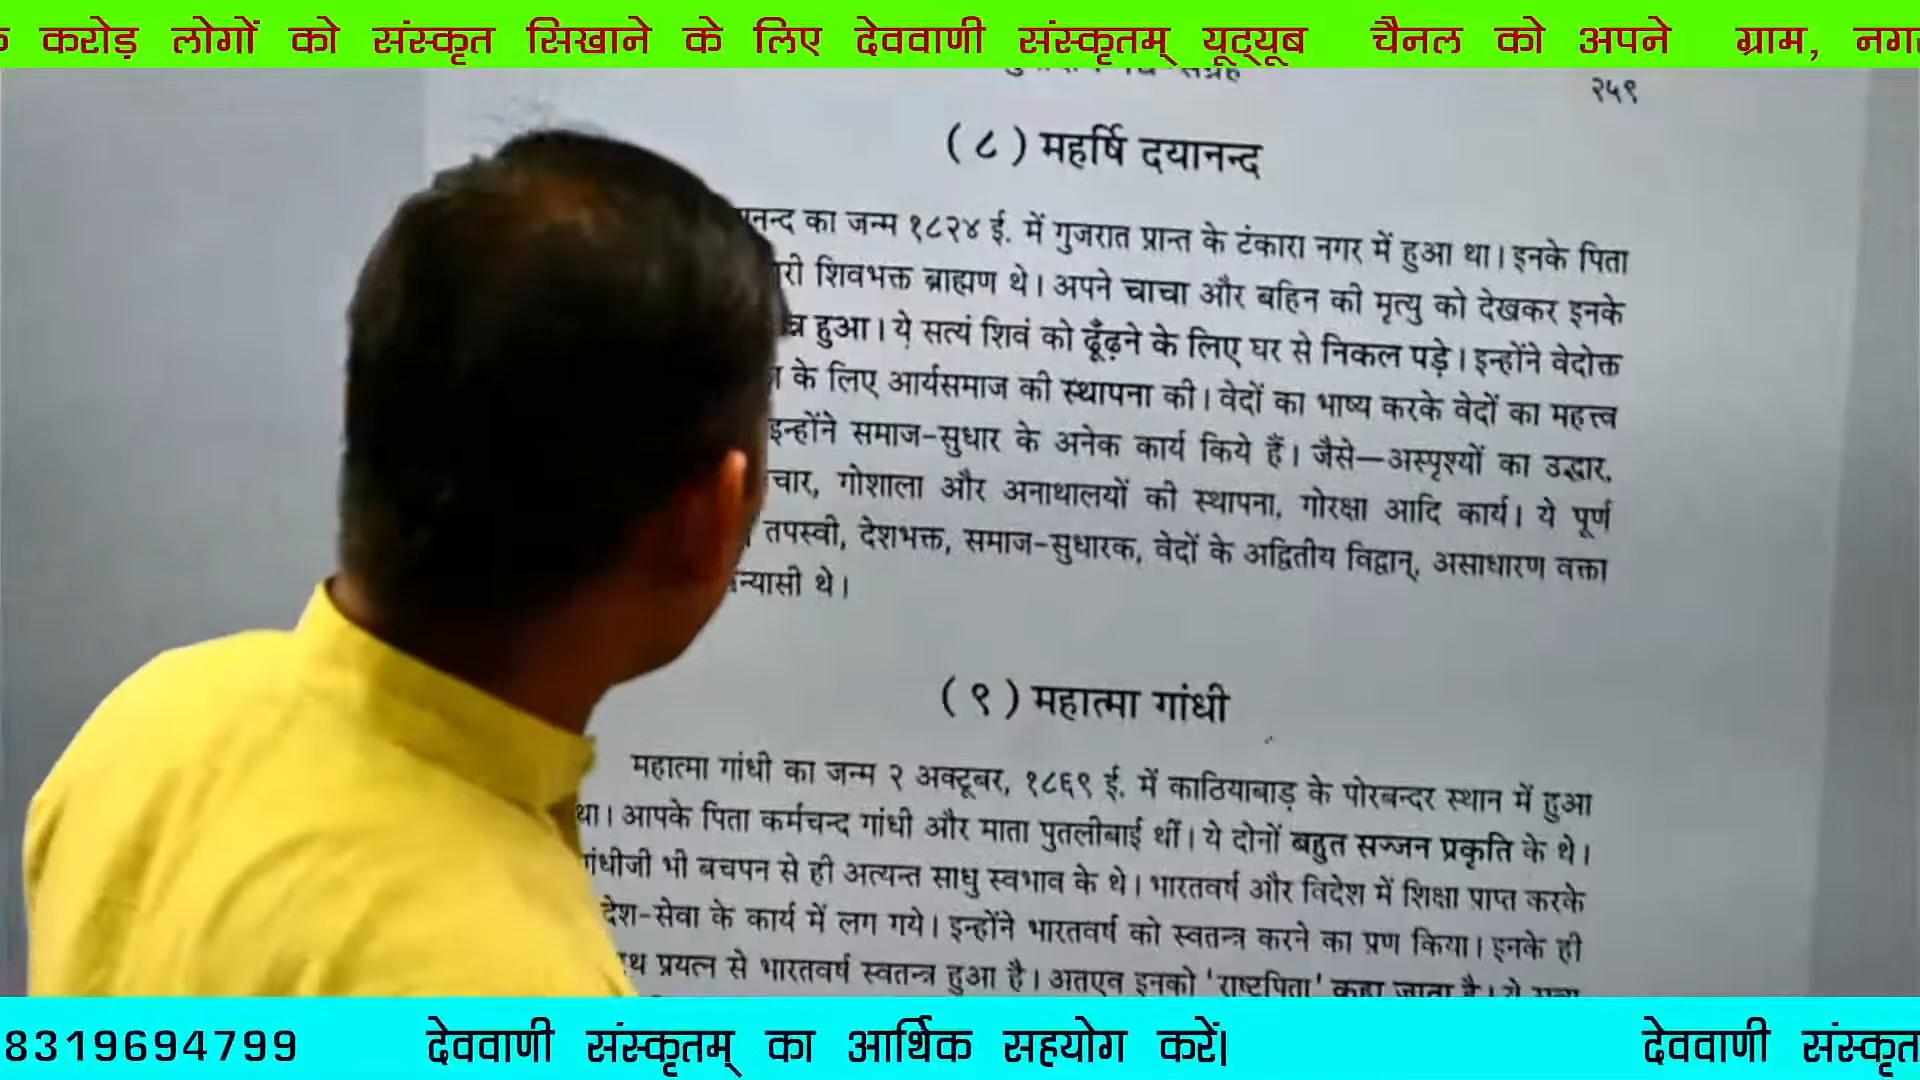 करोड़ लोगों को संस्कृत सिखाने के लिए देववाणी संस्कृतम् यूट्यूब चैनल को अपने ग्राम,
२५९
( ८ ) महर्षि दयानन्द
का जन्म १८२४ ई. में गुजरात प्रान्त के टंकारा नगर में हुआ था। इनके पिता
शिवभक्त ब्राह्मण थे। अपने चाचा और बहिन की मृत्यु को देखकर इनके
हुआ। ये सत्यं शिवं को ढूँढ़ने के लिए घर से निकल पड़े। इन्होंने वेदोक्त
के लिए आर्यसमाज की स्थापना की। वेदों का भाष्य करके वेदों का महत्त्व
इन्होंने समाज-सुधार के अनेक कार्य किये हैं। जैसे—अस्पृश्यों का उद्धार,
गोशाला और अनाथालयों की स्थापना, गोरक्षा आदि कार्य। ये पूर्ण
तपस्वी, देशभक्त, समाज-सुधारक, वेदों के अद्वितीय विद्वान्, असाधारण वक्ता
थे।
( ९ ) महात्मा गांधी
महात्मा गांधी का जन्म २ अक्टूबर, १८६९ ई. में काठियाबाड़ के पोरबन्दर स्थान में हुआ
था। आपके पिता कर्मचन्द गांधी और माता पुतलीबाई थीं। ये दोनों बहुत सज्जन प्रकृति के थे।
गांधीजी भी बचपन से ही अत्यन्त साधु स्वभाव के थे। भारतवर्ष और विदेश में शिक्षा प्राप्त करके
देश-सेवा के कार्य में लग गये। इन्होंने भारतवर्ष को स्वतन्त्र करने का प्रण किया। इनके ही
प्रयत्न से भारतवर्ष स्वतन्त्र हुआ है। अतएव इनको 'राष्ट्रपिता' कहा जाता है। ये
8319694799 देववाणी संस्कृतम् का आर्थिक सहयोग करें। देववाणी